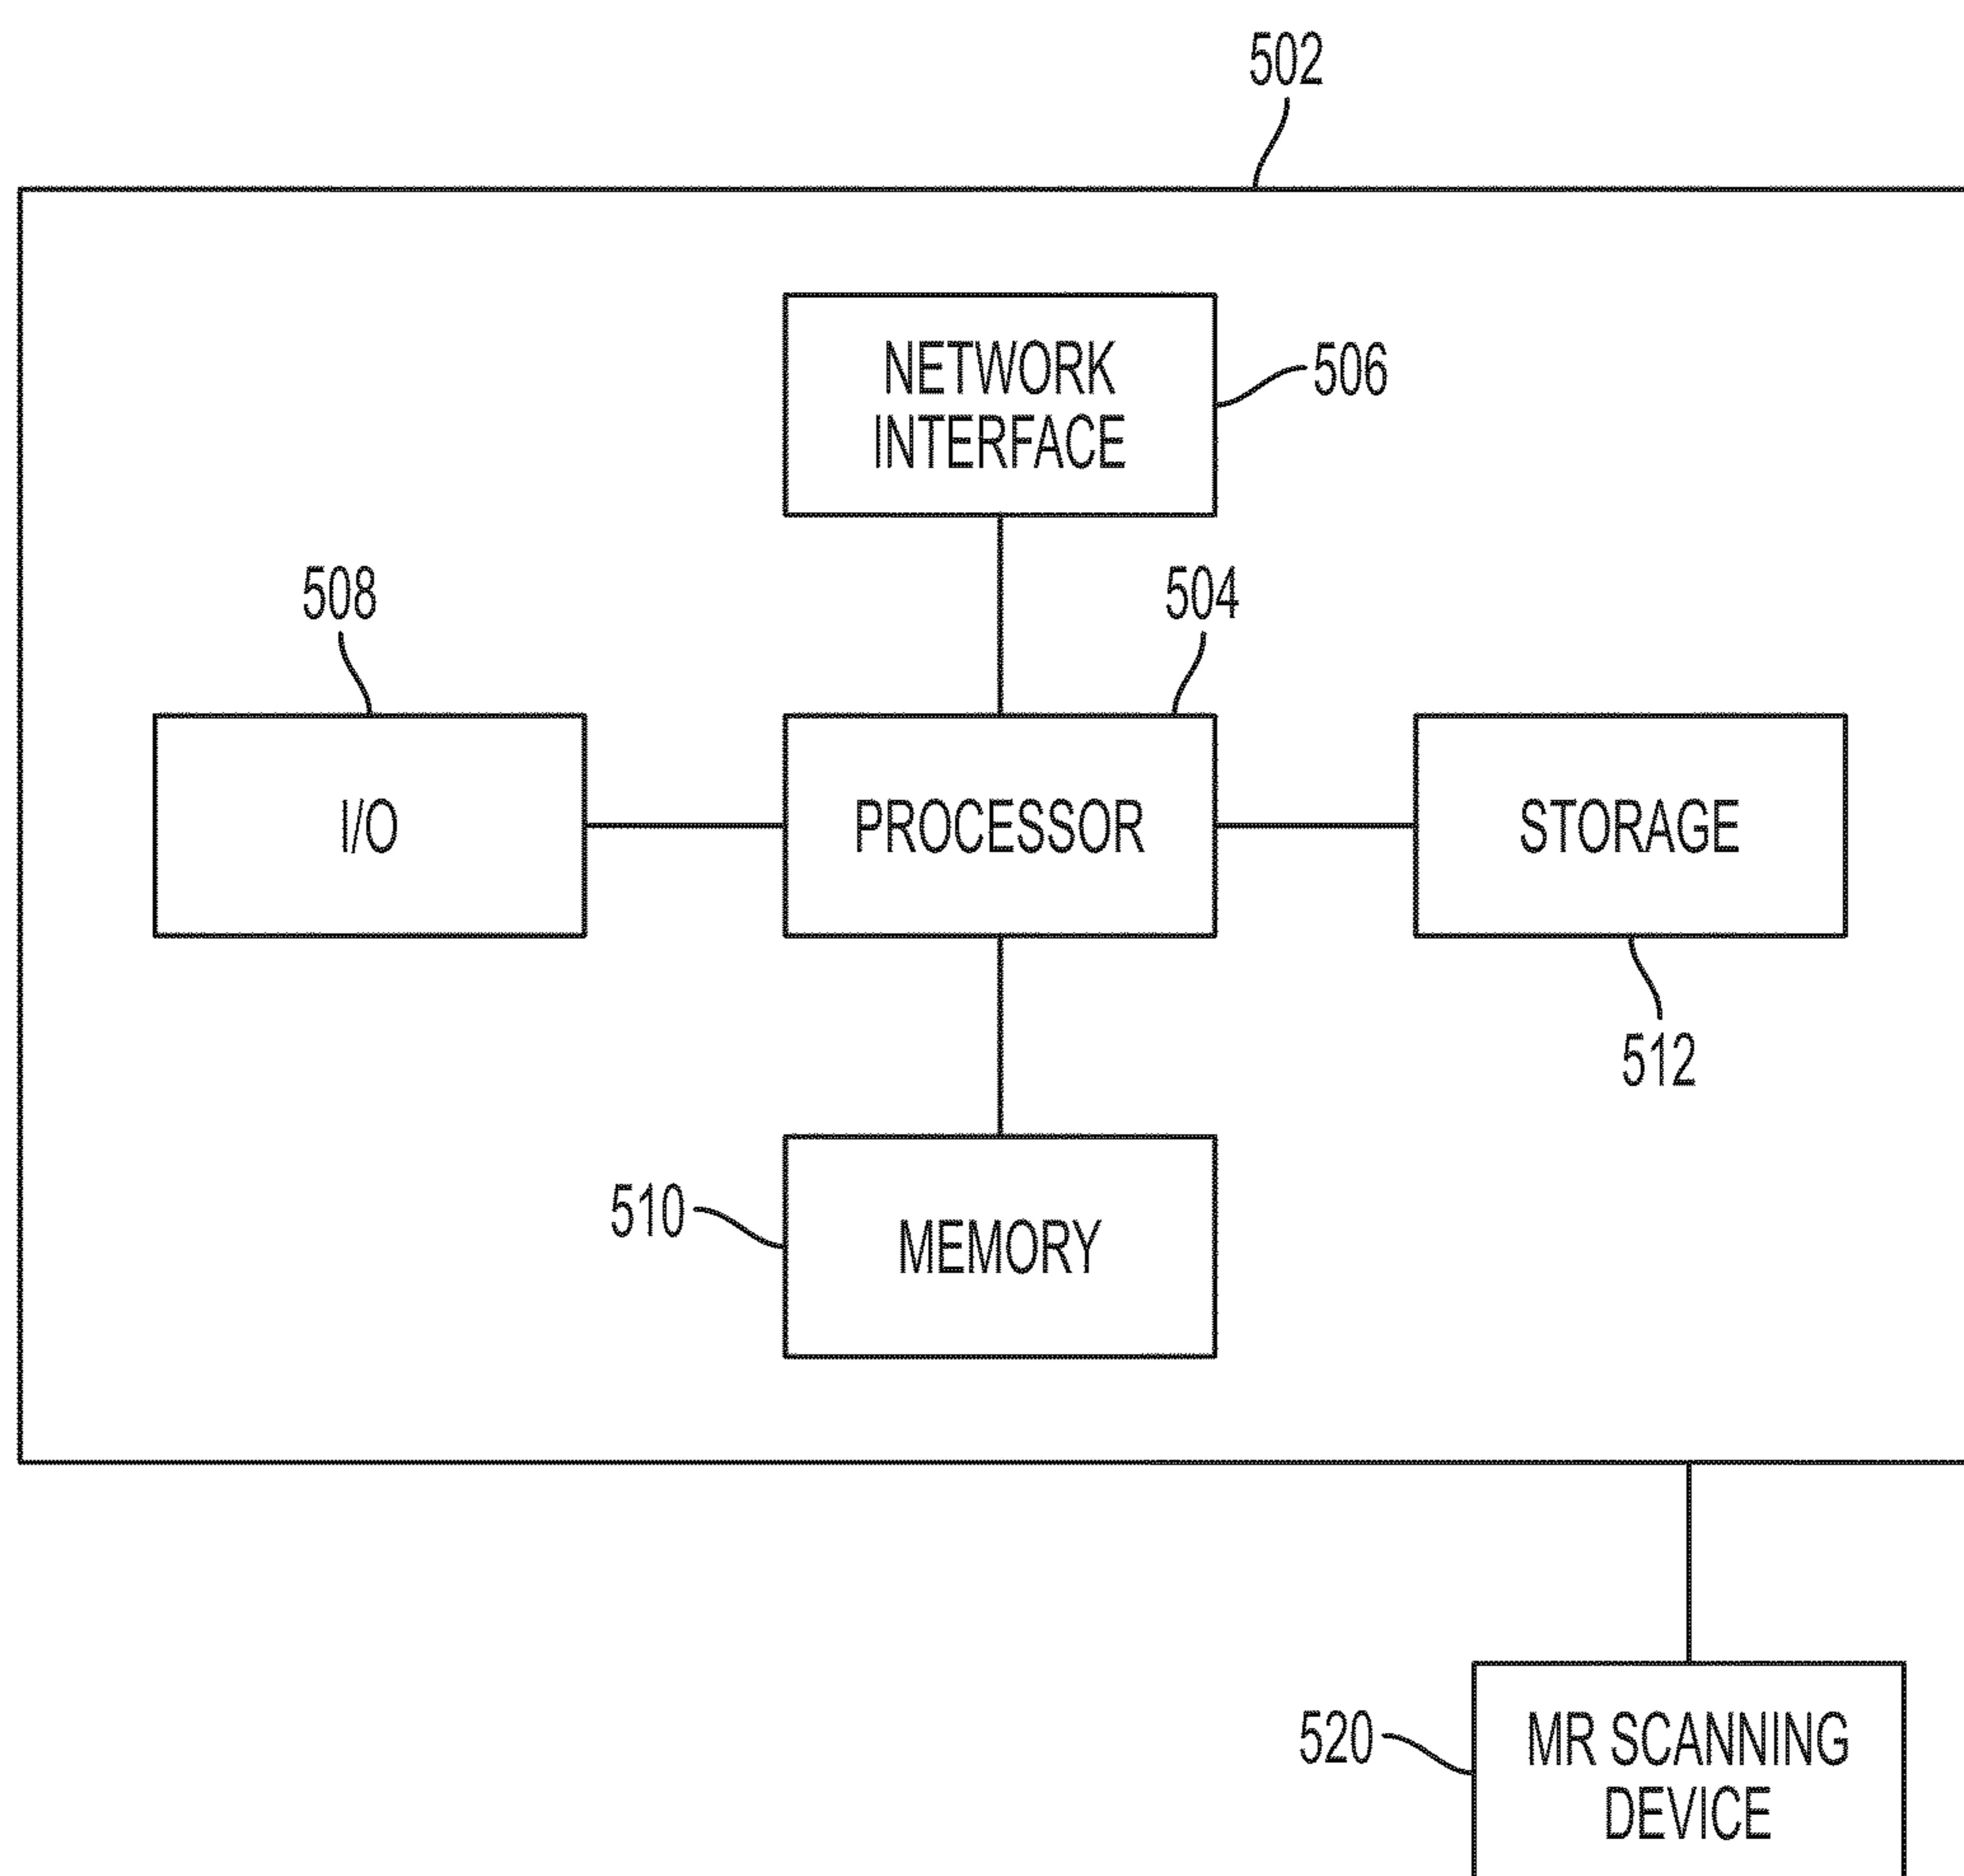 502
NETWORK
INTERFACE
506
508
504
I/O
PROCESSOR
STORAGE
512
510
MEMORY
520
MR SCANNING
DEVICE